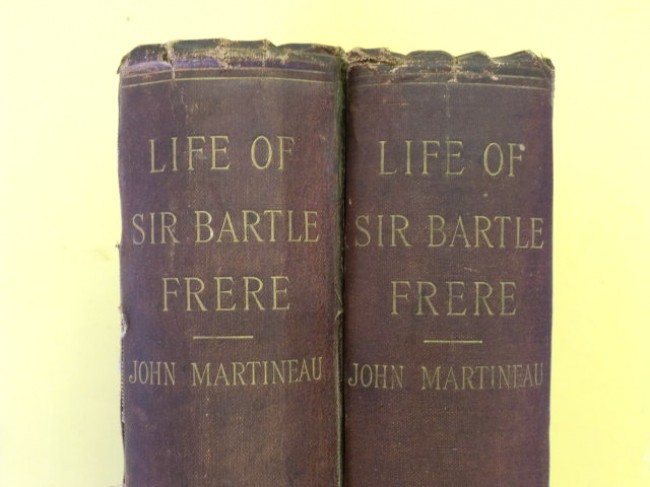 LIFE OF
SIR BARTLE
FRERE
JOHN MARTINEAU
LIFE OF
SIR BARTLE
FRERE
JOHN MARTINEAU